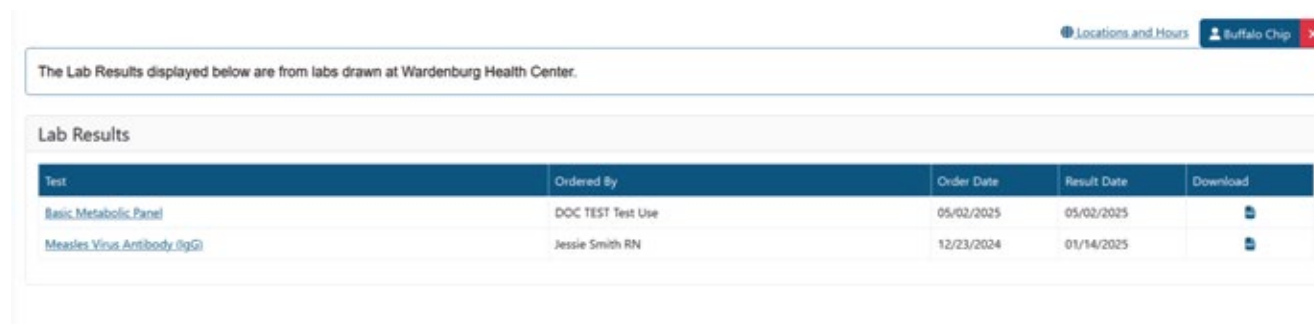 Locations and Hours Buffalo Chip
The Lab Results displayed below are from labs drawn at Wardenburg Health Center.
Lab Results
Test Ordered By Order Date Result Date Download
Basic Metabolic Panel DOC TEST Test Use 05/02/2025 05/02/2025
Measles Virus Antibody (IgG) Jessie Smith RN 12/23/2024 01/14/2025